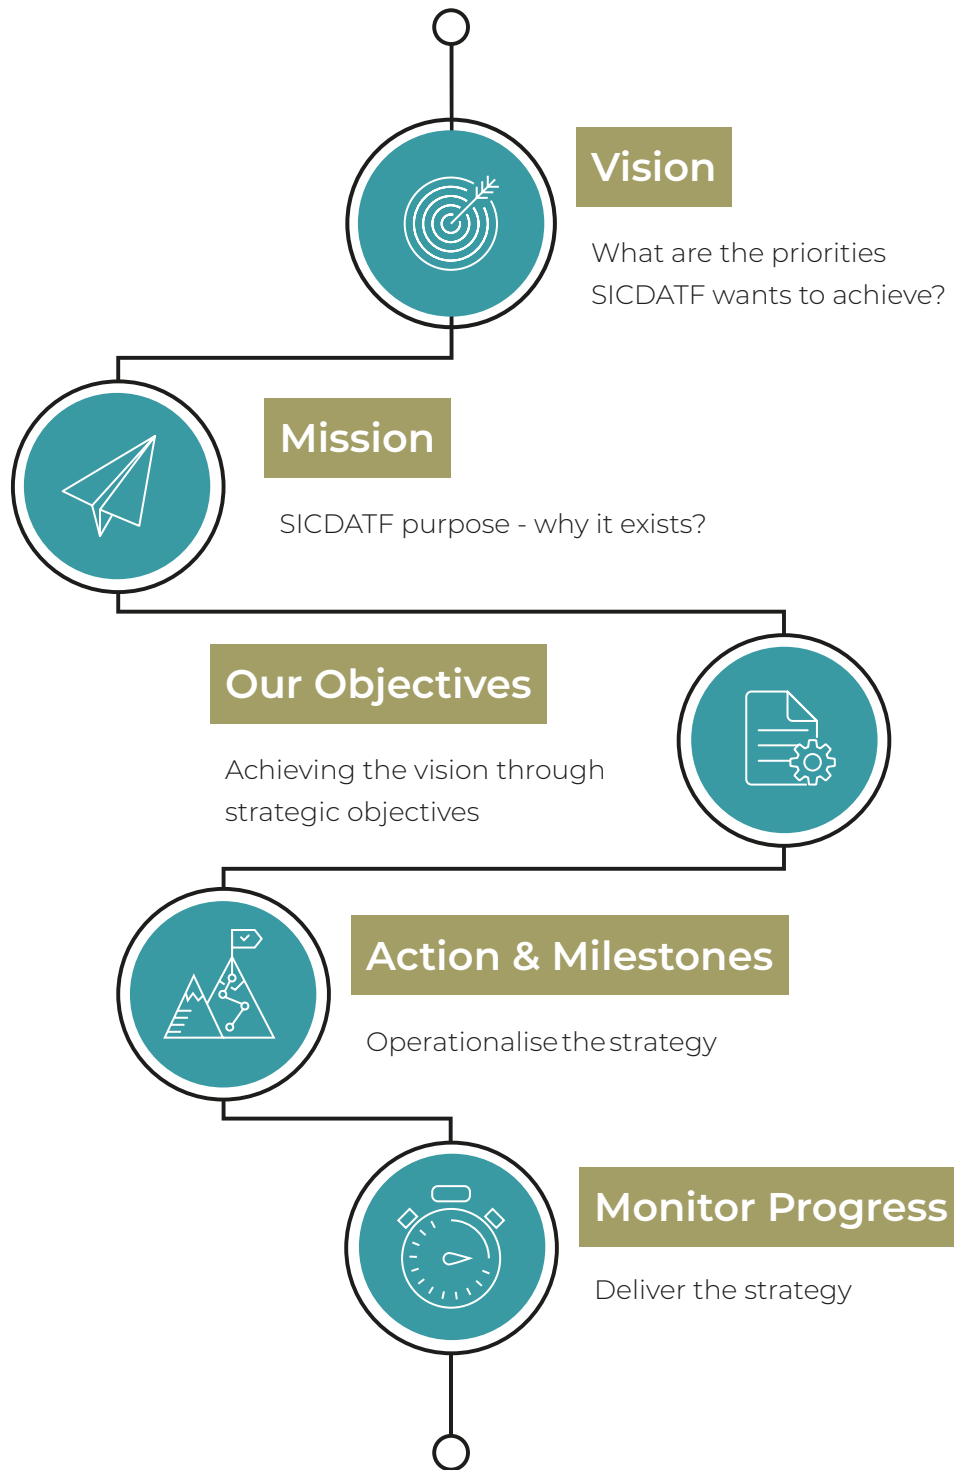 Vision
What are the priorities
SICDATF wants to achieve?
Mission
SICDATF purpose - why it exists?
Our Objectives
Achieving the vision through
strategic objectives
Action & Milestones
Operationalise the strategy
Monitor Progress
Deliver the strategy